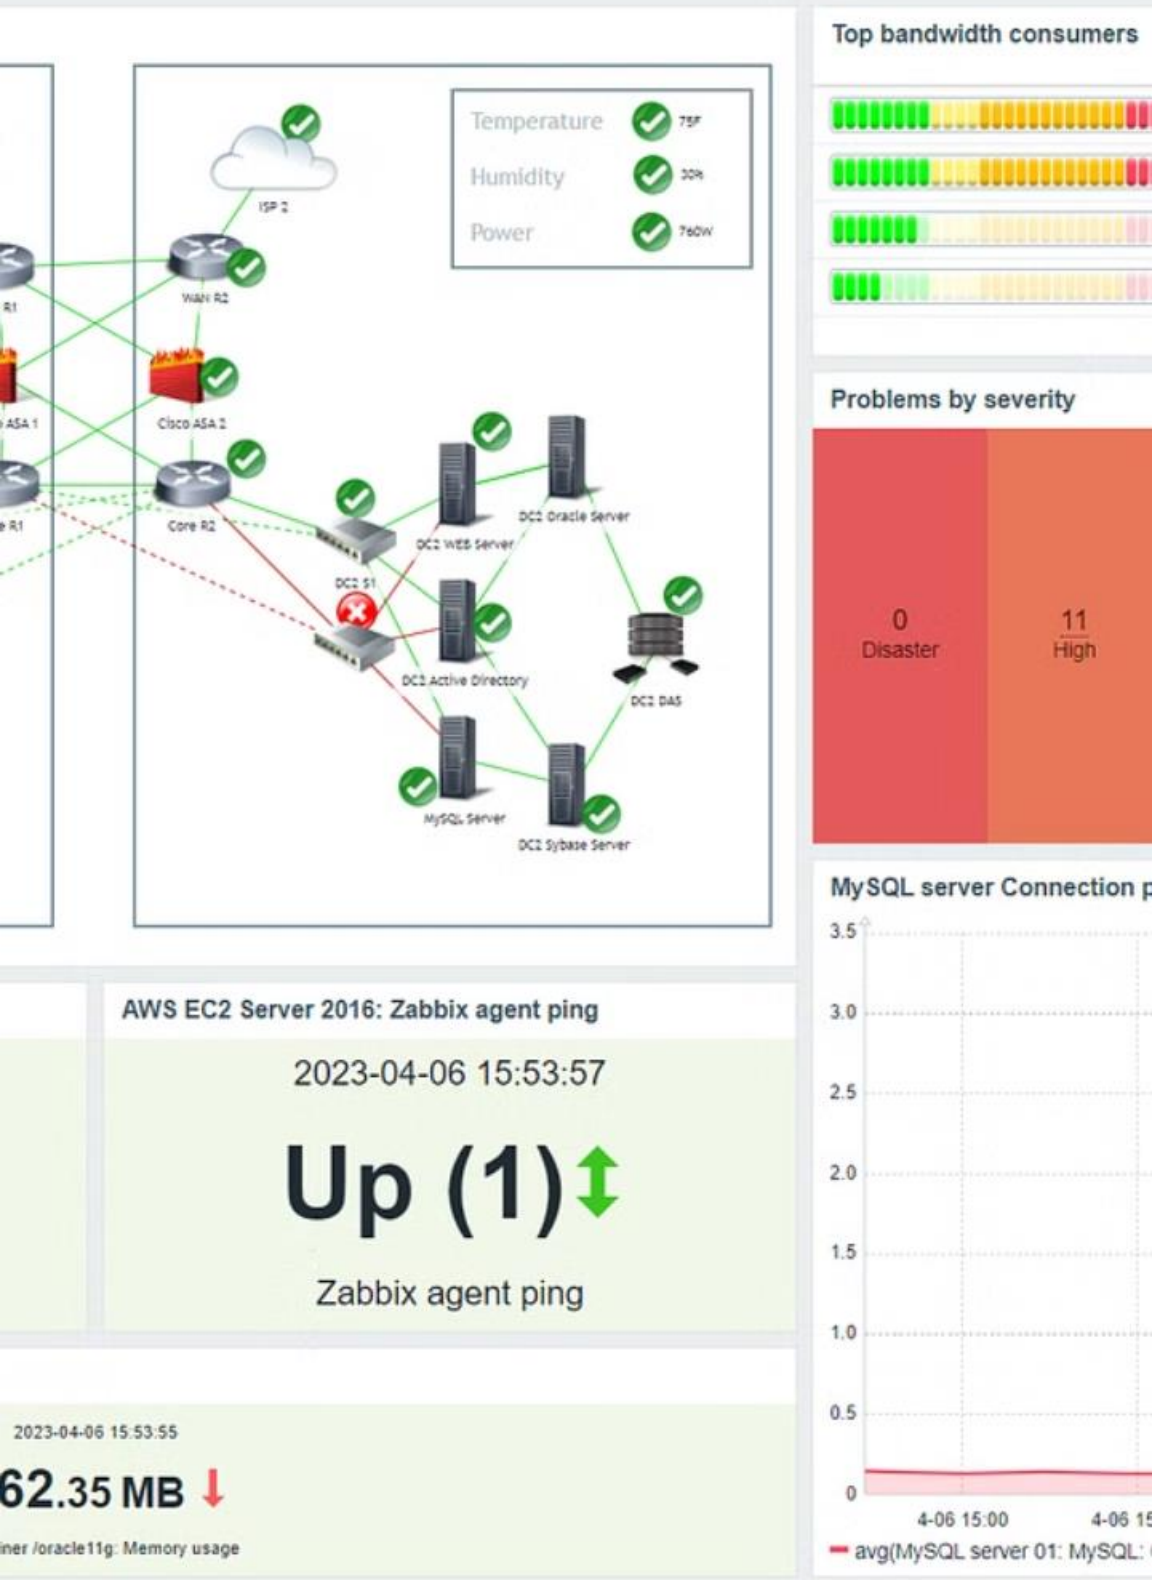 Top bandwidth consumers
Temperature 75F
Humidity 30%
Power 760W
ISP 2
R1
WAN R2
ASA 1
Cisco ASA 2
R1
Core R2
DC2 Oracle Server
DC2 WEB Server
DC2 S1
DC2 Active Directory
DC2 DAS
MySQL Server
DC2 Sybase Server
Problems by severity
0
Disaster
11
High
AWS EC2 Server 2016: Zabbix agent ping
2023-04-06 15:53:57
Up (1)
Zabbix agent ping
2023-04-06 15:53:55
62.35 MB
/oracle11g: Memory usage
MySQL server Connection
3.5
3.0
2.5
2.0
1.5
1.0
0.5
0
4-06 15:00
4-06 15
avg(MySQL server 01: MySQL: